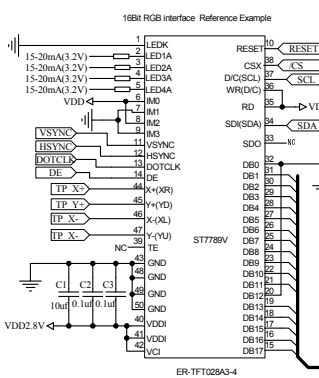 16Bit RGB interface Reference Example
1 LEDK
15-20mA(3.2V) 2 LED1A
15-20mA(3.2V) 3 LED2A
15-20mA(3.2V) 4 LED3A
15-20mA(3.2V) 5 LED4A
VDD 6 IM0
7 IM1
8 IM2
9 IM3
VSYNC 11 VSYNC
HSYNC 12 HSYNC
DOTCLK 13 DOTCLK
DE 14 DE
TP X+ 44 X+(XR)
TP Y+ 45 Y+(YD)
TP X- 46 X-(XL)
TP X- 47 Y-(YU)
NC 39 TE
43 GND
48 GND
49 GND
50 GND
C1 C2 C3
10uf 0.1uf 0.1uf
VDD2.8V 40 VDDI
41 VDDI
42 VCI
ST7789V
RESET 10 RESET
CSX 38 /CS
D/C(SCL) 37 SCL
WR(D/C) 36
RD 35 VD
SDI(SDA) 34 SDA
SDO 33 NC
DB0 32
DB1 31
DB2 30
DB3 29
DB4 28
DB5 27
DB6 26
DB7 25
DB8 24
DB9 23
DB10 22
DB11 21
DB12 20
DB13 19
DB14 18
DB15 17
DB16 16
DB17 15
ER-TFT028A3-4